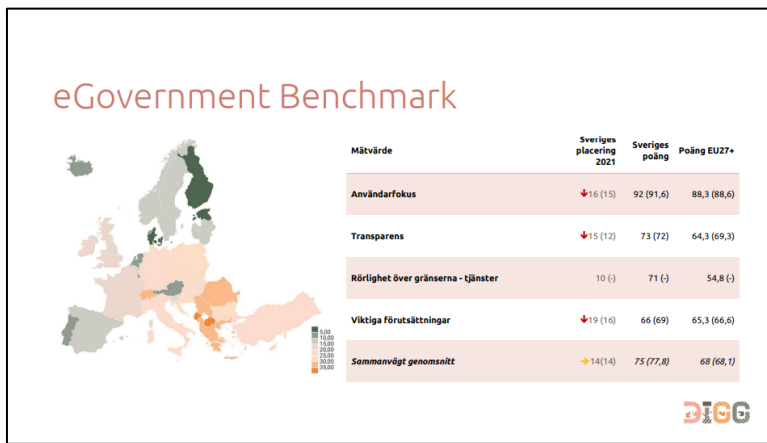 eGovernment Benchmark
Mätvärde
Sveriges
placering
2021
Sveriges
poäng
Poäng EU27+
Användarfokus
↓16 (15)
92 (91,6)
88,3 (88,6)
Transparens
↓15 (12)
73 (72)
64,3 (69,3)
Rörlighet över gränserna - tjänster
10 (-)
71 (-)
54,8 (-)
Viktiga förutsättningar
↓19 (16)
66 (69)
65,3 (66,6)
Sammanvägt genomsnitt
→14(14)
75 (77,8)
68 (68,1)
5,00
10,00
15,00
20,00
25,00
30,00
35,00
DIGG